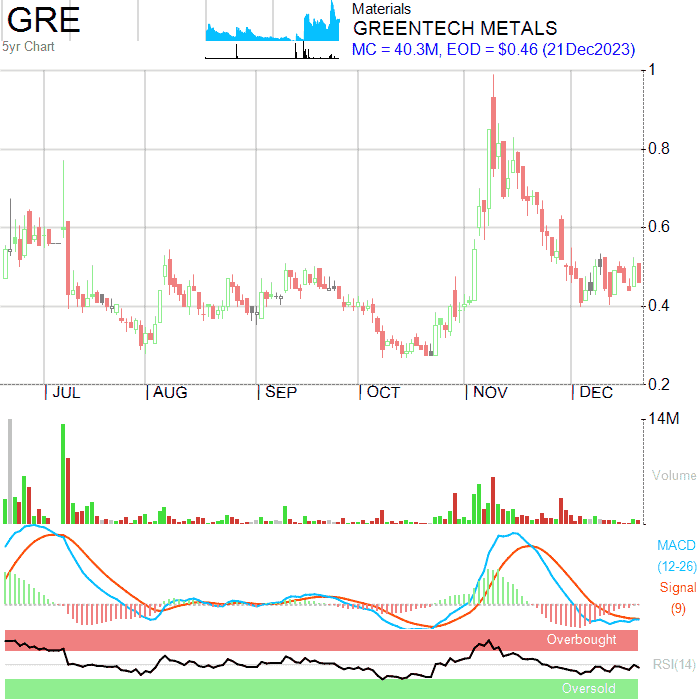 GRE
5yr Chart
Materials
GREENTECH METALS
MC = 40.3M, EOD = $0.46 (21Dec2023)
1
0.8
0.6
0.4
0.2
JUL AUG SEP OCT NOV DEC
14M
Volume
MACD
(12-26)
Signal
(9)
Overbought
RSI(14)
Oversold